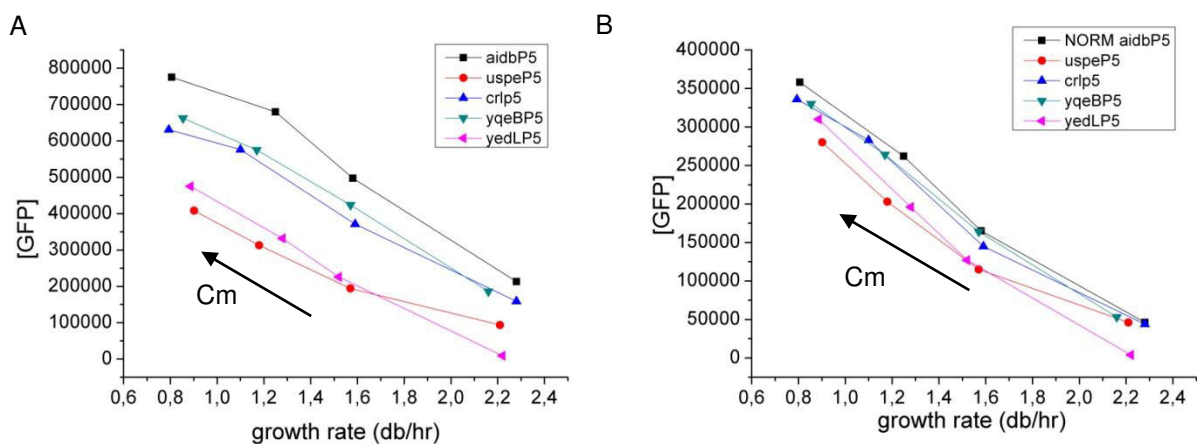 A
aidbP5
uspeP5
crlp5
yqeBP5
yedLP5
800000
700000
600000
500000
400000
300000
200000
100000
0
[GFP]
Cm
0,6 0,8 1,0 1,2 1,4 1,6 1,8 2,0 2,2 2,4
growth rate (db/hr)
B
NORM aidbP5
uspeP5
crlp5
yqeBP5
yedLP5
400000
350000
300000
250000
200000
150000
100000
50000
0
[GFP]
Cm
0,6 0,8 1,0 1,2 1,4 1,6 1,8 2,0 2,2 2,4
growth rate (db/hr)